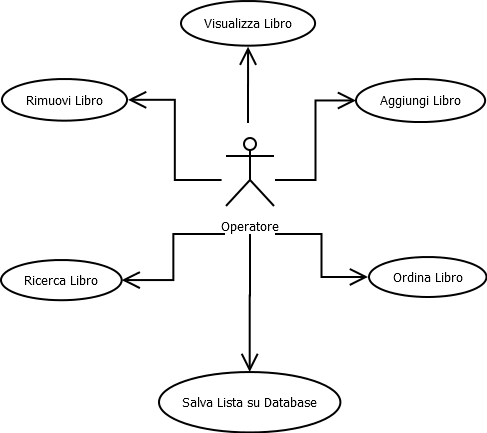 Visualizza Libro
Rimuovi Libro
Aggiungi Libro
Operatore
Ricerca Libro
Ordina Libro
Salva Lista su Database